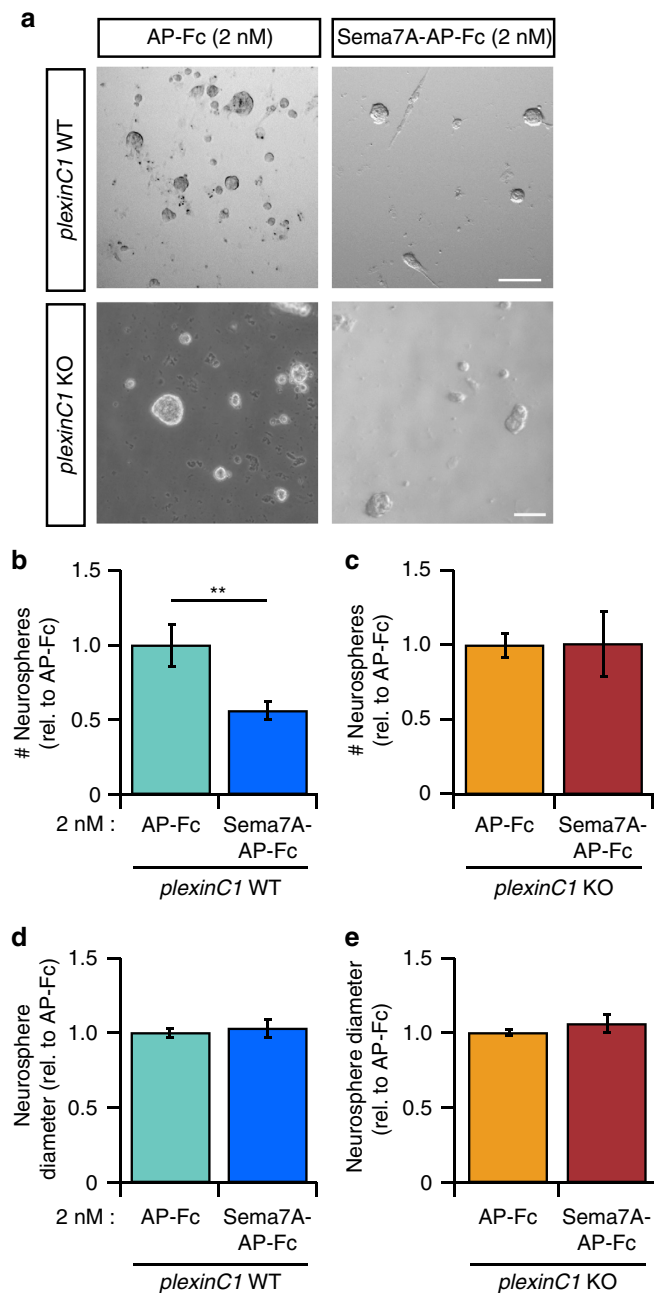 a
AP-Fc (2 nM)
Sema7A-AP-Fc (2 nM)
plexinC1 WT
plexinC1 KO
b
# Neurospheres
(rel. to AP-Fc)
1.5
1.0
0.5
0
**
2 nM :
AP-Fc
Sema7A-
AP-Fc
plexinC1 WT
c
# Neurospheres
(rel. to AP-Fc)
1.5
1.0
0.5
0
AP-Fc
Sema7A-
AP-Fc
plexinC1 KO
d
Neurosphere
diameter (rel. to AP-Fc)
1.5
1.0
0.5
0
2 nM :
AP-Fc
Sema7A-
AP-Fc
plexinC1 WT
e
Neurosphere diameter
(rel. to AP-Fc)
1.5
1.0
0.5
0
AP-Fc
Sema7A-
AP-Fc
plexinC1 KO